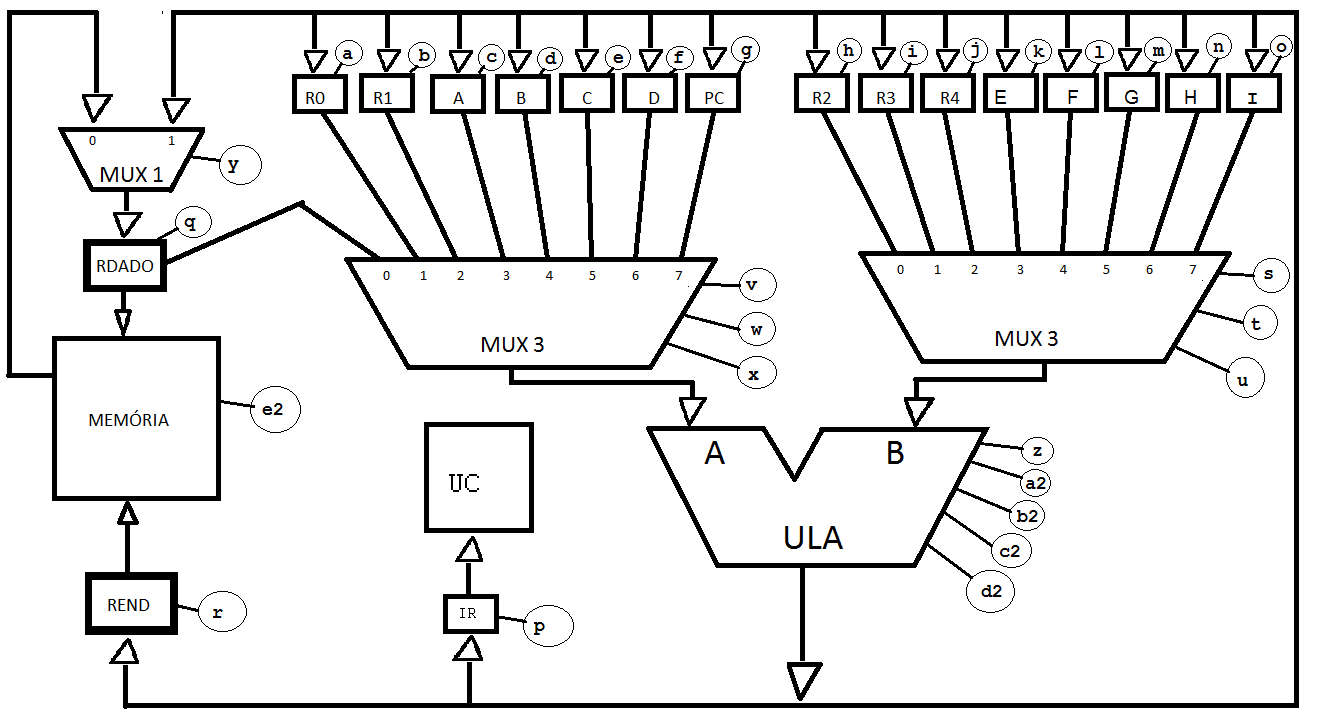 a b c d e f g h i j k l m n o
R0 R1 A B C D PC R2 R3 R4 E F G H I
0 1
MUX 1
y
q
RDADO
0 1 2 3 4 5 6 7
MUX 3
v
w
x
0 1 2 3 4 5 6 7
MUX 3
s
t
u
MEMÓRIA
e2
UC
A B
ULA
z
a2
b2
c2
d2
REND
r
IR
p